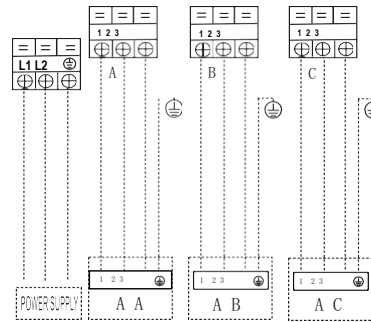 1 2 3
1 2 3
1 2 3
L1 L2
A
B
C
1 2 3
1 2 3
1 2 3
POWER SUPPLY
A A
A B
A C